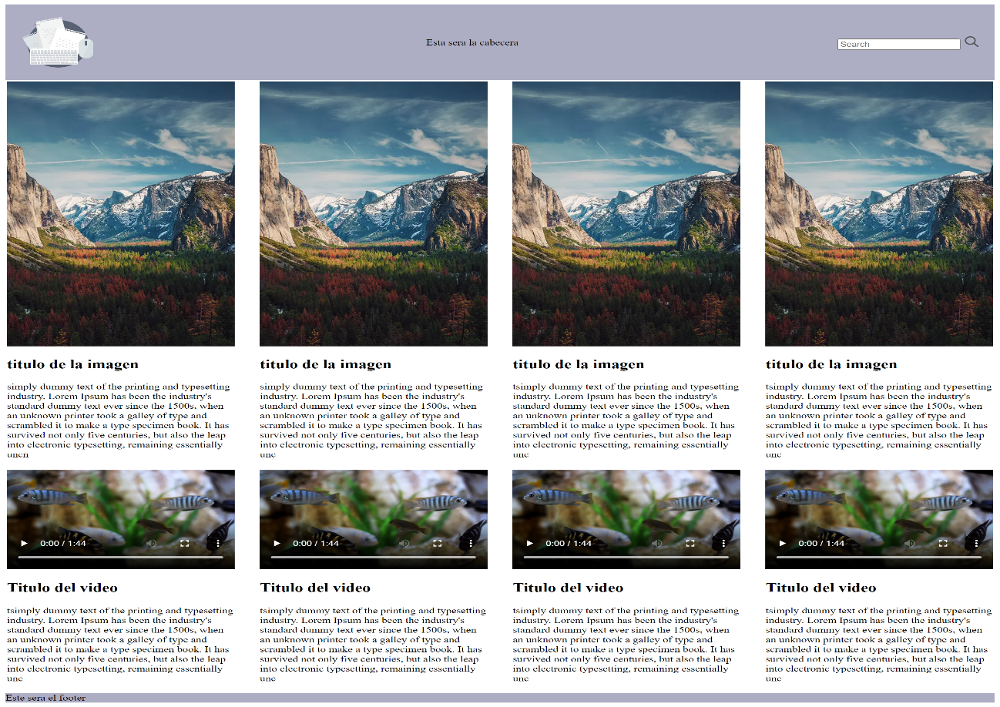 Esta sera la cabecera
Search
titulo de la imagen
simply dummy text of the printing and typesetting
industry. Lorem Ipsum has been the industry's
standard dummy text ever since the 1500s, when
an unknown printer took a galley of type and
scrambled it to make a type specimen book. It has
survived not only five centuries, but also the leap
into electronic typesetting, remaining essentially
uncn
titulo de la imagen
simply dummy text of the printing and typesetting
industry. Lorem Ipsum has been the industry's
standard dummy text ever since the 1500s, when
an unknown printer took a galley of type and
scrambled it to make a type specimen book. It has
survived not only five centuries, but also the leap
into electronic typesetting, remaining essentially
unc
titulo de la imagen
tsimply dummy text of the printing and typesetting
industry. Lorem Ipsum has been the industry's
standard dummy text ever since the 1500s, when
an unknown printer took a galley of type and
scrambled it to make a type specimen book. It has
survived not only five centuries, but also the leap
into electronic typesetting, remaining essentially
unc
titulo de la imagen
tsimply dummy text of the printing and typesetting
industry. Lorem Ipsum has been the industry's
standard dummy text ever since the 1500s, when
an unknown printer took a galley of type and
scrambled it to make a type specimen book. It has
survived not only five centuries, but also the leap
into electronic typesetting, remaining essentially
unc
0:00 / 1:44
Titulo del video
tsimply dummy text of the printing and typesetting
industry. Lorem Ipsum has been the industry's
standard dummy text ever since the 1500s, when
an unknown printer took a galley of type and
scrambled it to make a type specimen book. It has
survived not only five centuries, but also the leap
into electronic typesetting, remaining essentially
unc
0:00 / 1:44
Titulo del video
tsimply dummy text of the printing and typesetting
industry. Lorem Ipsum has been the industry's
standard dummy text ever since the 1500s, when
an unknown printer took a galley of type and
scrambled it to make a type specimen book. It has
survived not only five centuries, but also the leap
into electronic typesetting, remaining essentially
unc
0:00 / 1:44
Titulo del video
tsimply dummy text of the printing and typesetting
industry. Lorem Ipsum has been the industry's
standard dummy text ever since the 1500s, when
an unknown printer took a galley of type and
scrambled it to make a type specimen book. It has
survived not only five centuries, but also the leap
into electronic typesetting, remaining essentially
unc
0:00 / 1:44
Titulo del video
tsimply dummy text of the printing and typesetting
industry. Lorem Ipsum has been the industry's
standard dummy text ever since the 1500s, when
an unknown printer took a galley of type and
scrambled it to make a type specimen book. It has
survived not only five centuries, but also the leap
into electronic typesetting, remaining essentially
unc
Este sera el footer